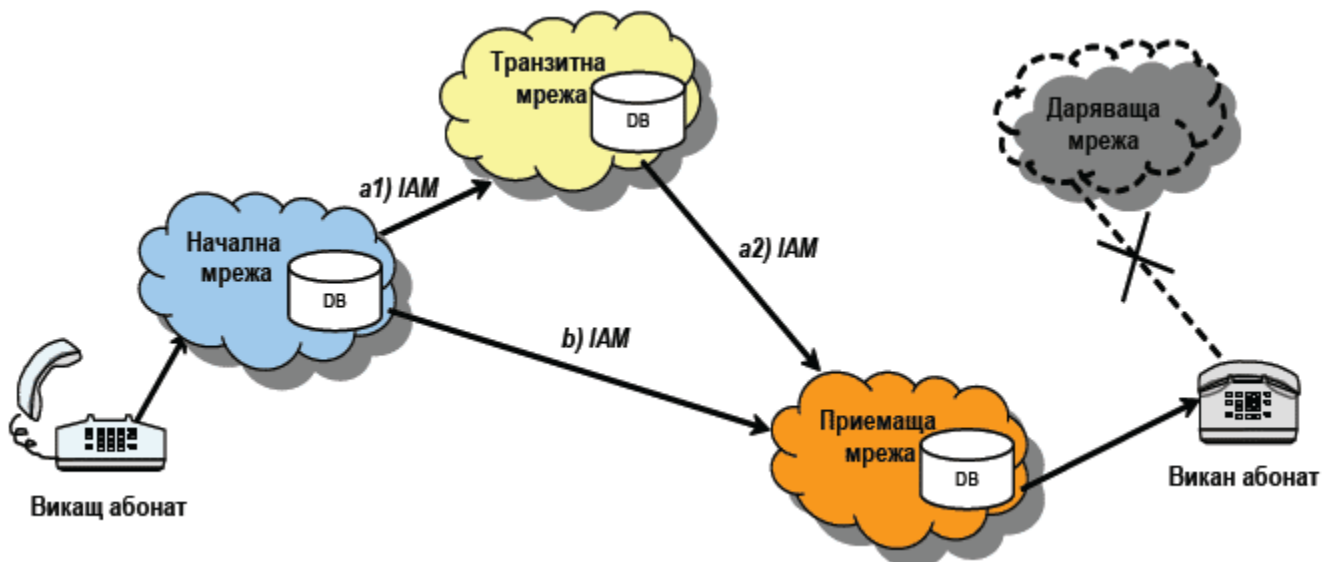 Транзитна
мрежа
DB
Даряваща
мрежа
a1) IAM
Начална
мрежа
DB
a2) IAM
b) IAM
Приемаща
мрежа
DB
Викащ абонат
Викан абонат